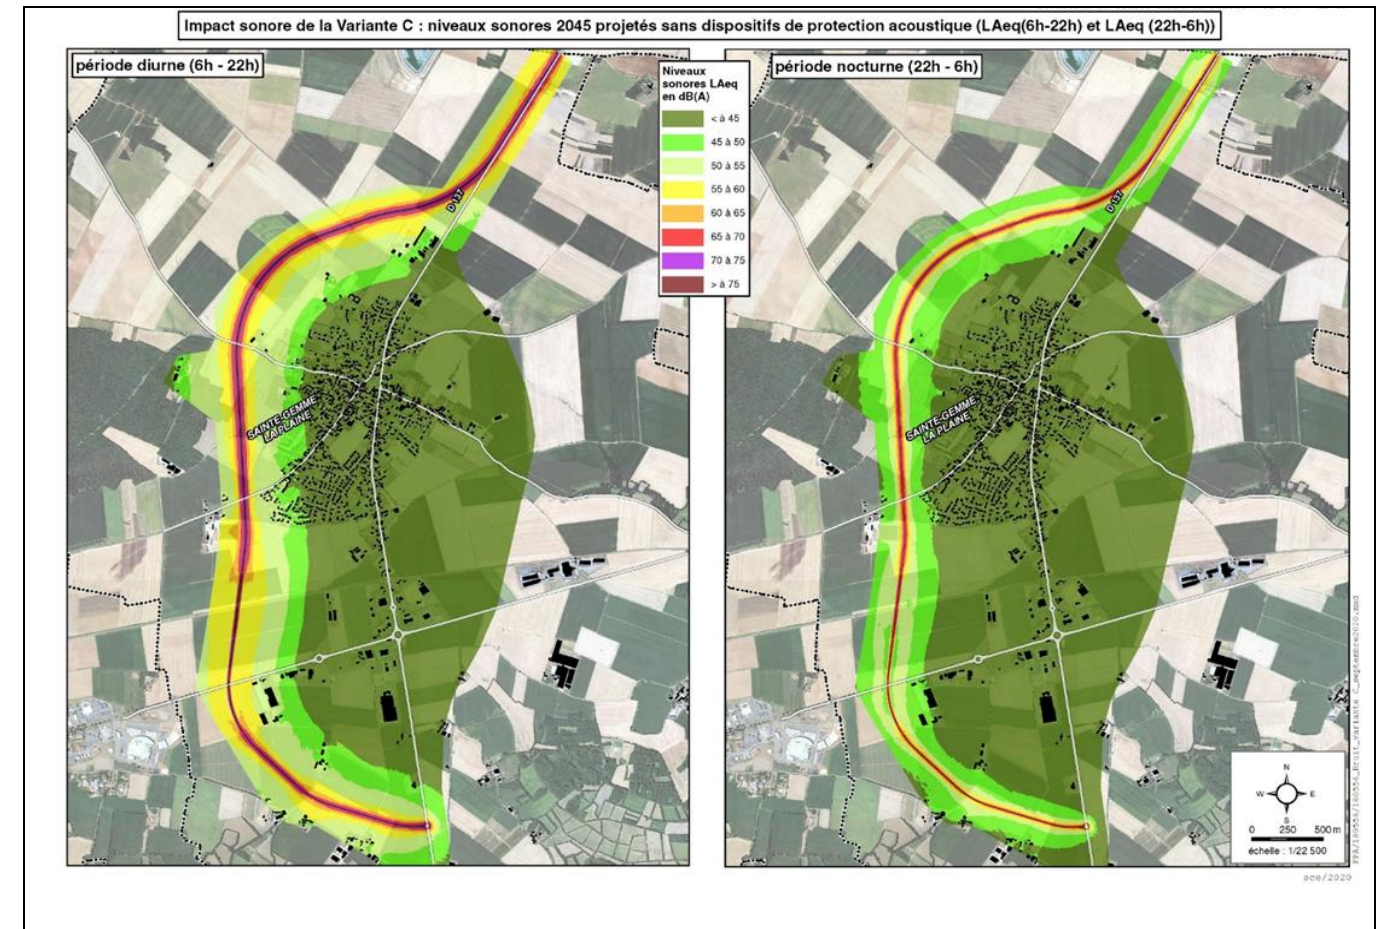 Impact sonore de la Variante C : niveaux sonores 2045 projetés sans dispositifs de protection acoustique (LAeq(6h-22h) et LAeq (22h-6h))
période diurne (6h - 22h)
Niveaux
sonores LAeq
en dB(A)
< à 45
45 à 50
50 à 55
55 à 60
60 à 65
65 à 70
70 à 75
> à 75
période nocturne (22h - 6h)
D 137
SAINTE-GEMME
LA PLAINE
D 137
SAINTE-GEMME
LA PLAINE
N
W
E
S
0 250 500 m
échelle : 1/22 500
sce/2020